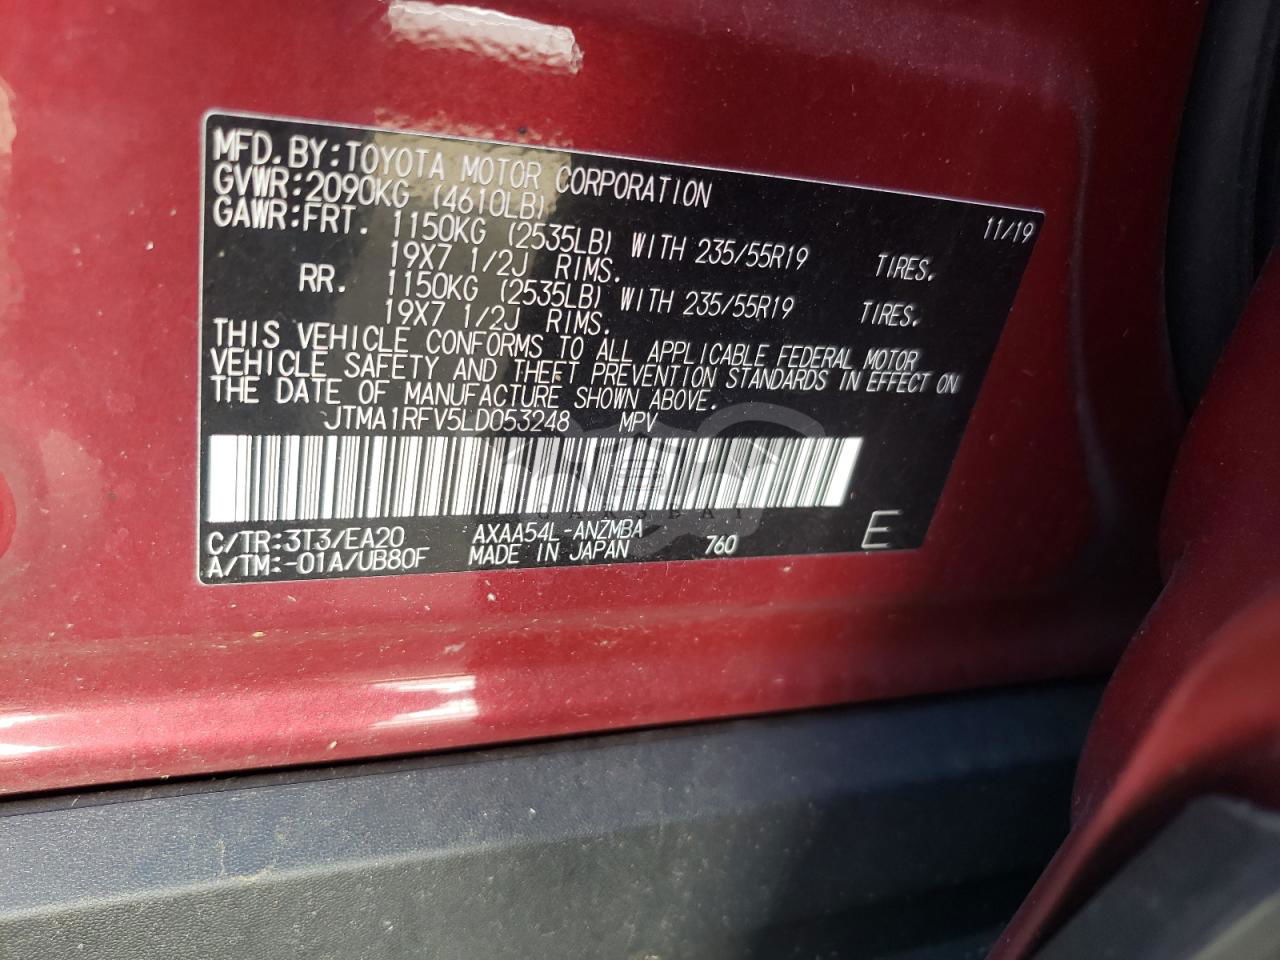 MFD.BY:TOYOTA MOTOR CORPORATION 11/19
GVWR:2090KG (4610LB)
GAWR:FRT. 1150KG (2535LB) WITH 235/55R19 TIRES.
19X7 1/2J RIMS.
RR. 1150KG (2535LB) WITH 235/55R19 TIRES.
19X7 1/2J RIMS.
THIS VEHICLE CONFORMS TO ALL APPLICABLE FEDERAL MOTOR
VEHICLE SAFETY AND THEFT PREVENTION STANDARDS IN EFFECT ON
THE DATE OF MANUFACTURE SHOWN ABOVE.
JTMA1RFV5LD053248 MPV
C/TR:3T3/EA20 AXAA54L-ANZMBA 760 E
A/TM:-01A/UB80F MADE IN JAPAN